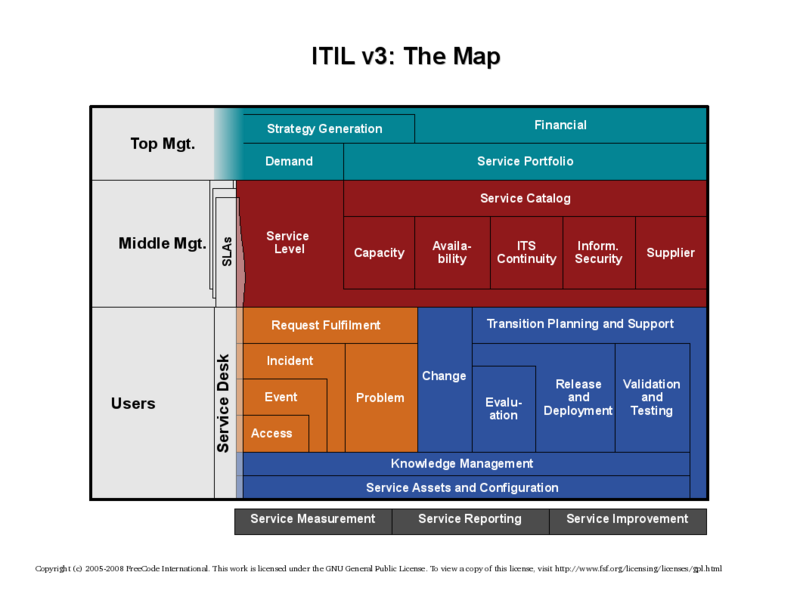 ITIL v3: The Map
Top Mgt.
Strategy Generation
Financial
Demand
Service Portfolio
Middle Mgt.
SLAs
Service
Level
Service Catalog
Capacity
Availa-
bility
ITS
Continuity
Inform.
Security
Supplier
Users
Service Desk
Request Fulfilment
Incident
Event
Access
Problem
Change
Transition Planning and Support
Evalu-
ation
Release
and
Deployment
Validation
and
Testing
Knowledge Management
Service Assets and Configuration
Service Measurement
Service Reporting
Service Improvement
Copyright (c) 2005-2008 FreeCode International. This work is licensed under the GNU General Public License. To view a copy of this license, visit http://www.fsf.org/licensing/licenses/gpl.html